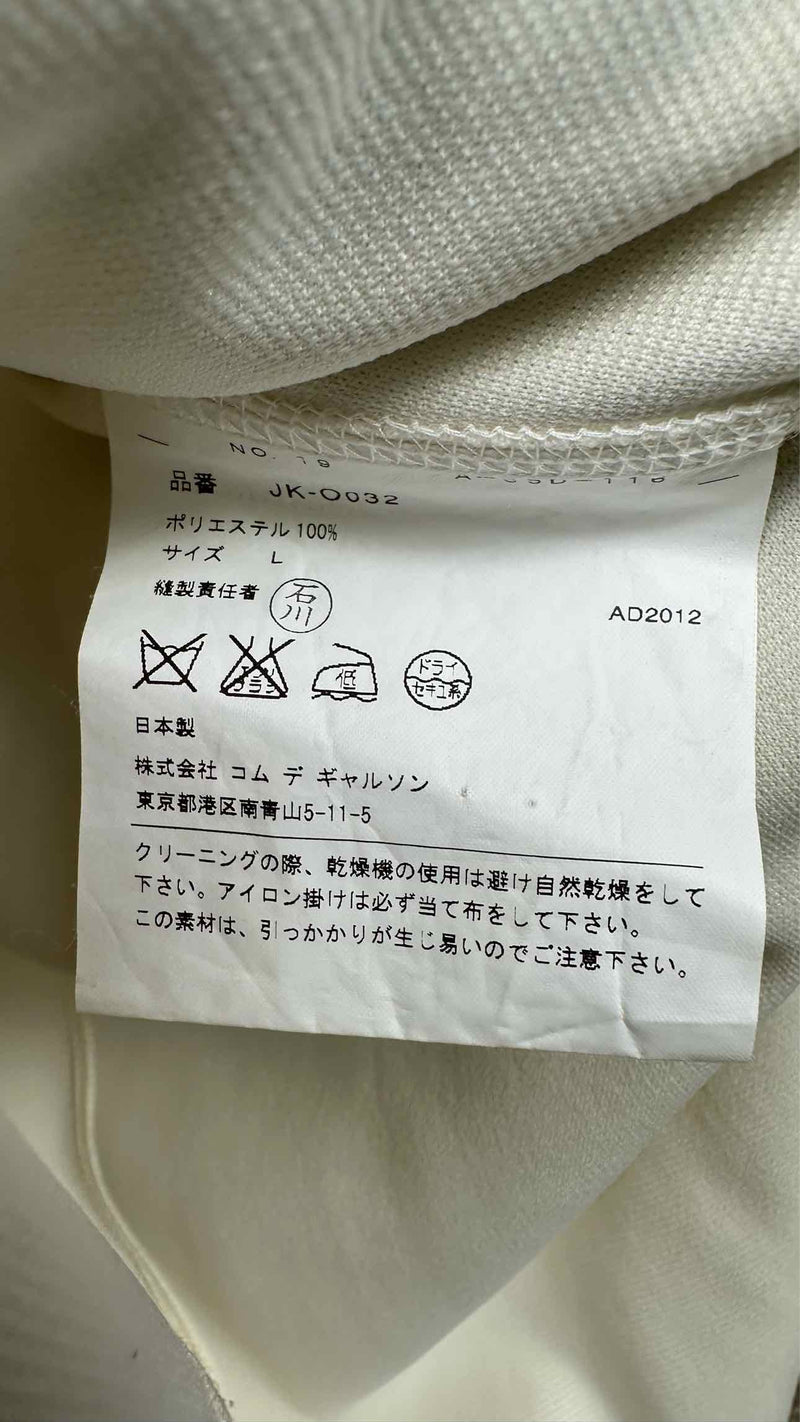 NO. 19
品番 JK-O032
ポリエステル 100%
サイズ L
縫製責任者 石川
AD2012
低
ドライ
セキユ系
日本製
株式会社 コム デ ギャルソン
東京都港区南青山5-11-5
クリーニングの際、乾燥機の使用は避け自然乾燥をして
下さい。アイロン掛けは必ず当て布をして下さい。
この素材は、引っかかりが生じ易いのでご注意下さい。